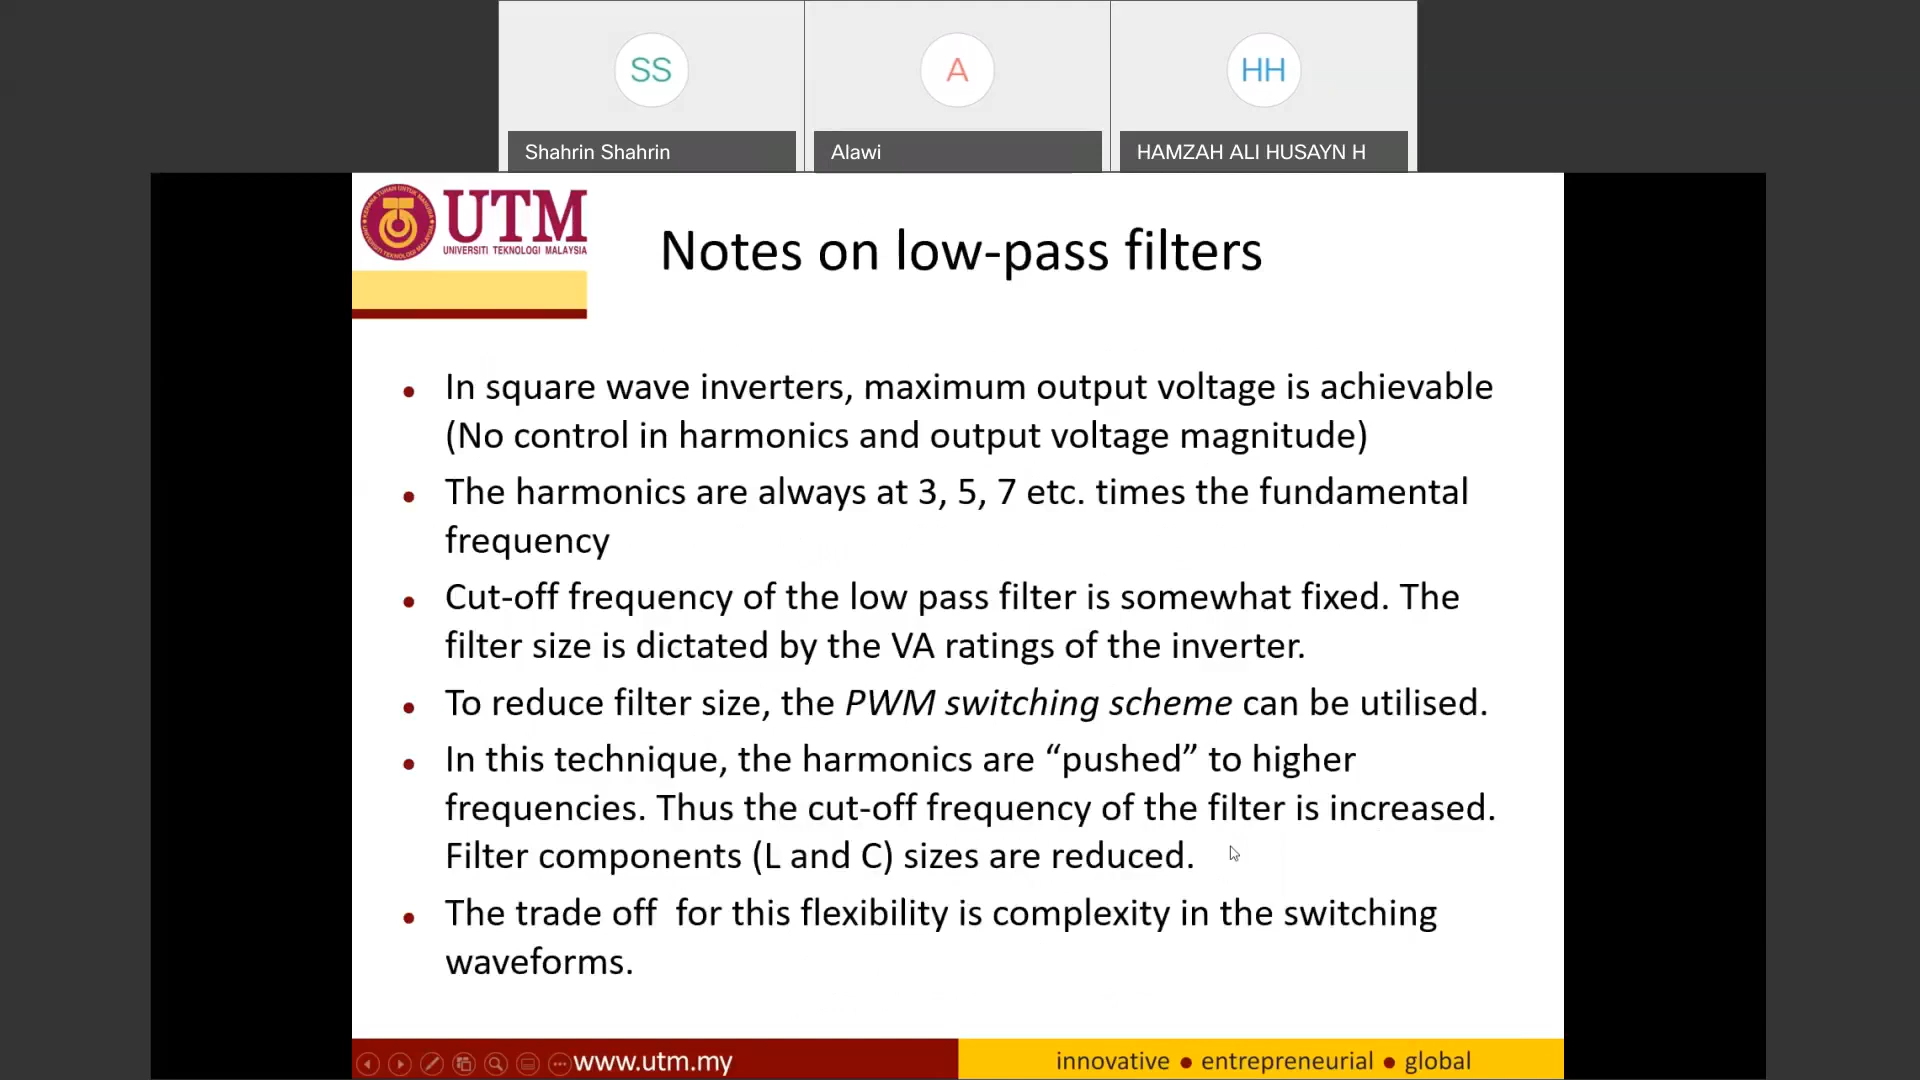 SS
A
HH
Shahrin Shahrin
Alawi
HAMZAH ALI HUSAYN H
UTM
UNIVERSITI TEKNOLOGI MALAYSIA
Notes on low-pass filters
• In square wave inverters, maximum output voltage is achievable
(No control in harmonics and output voltage magnitude)
• The harmonics are always at 3, 5, 7 etc. times the fundamental
frequency
• Cut-off frequency of the low pass filter is somewhat fixed. The
filter size is dictated by the VA ratings of the inverter.
• To reduce filter size, the PWM switching scheme can be utilised.
• In this technique, the harmonics are “pushed” to higher
frequencies. Thus the cut-off frequency of the filter is increased.
Filter components (L and C) sizes are reduced.
• The trade off  for this flexibility is complexity in the switching
waveforms.
www.utm.my
innovative • entrepreneurial • global